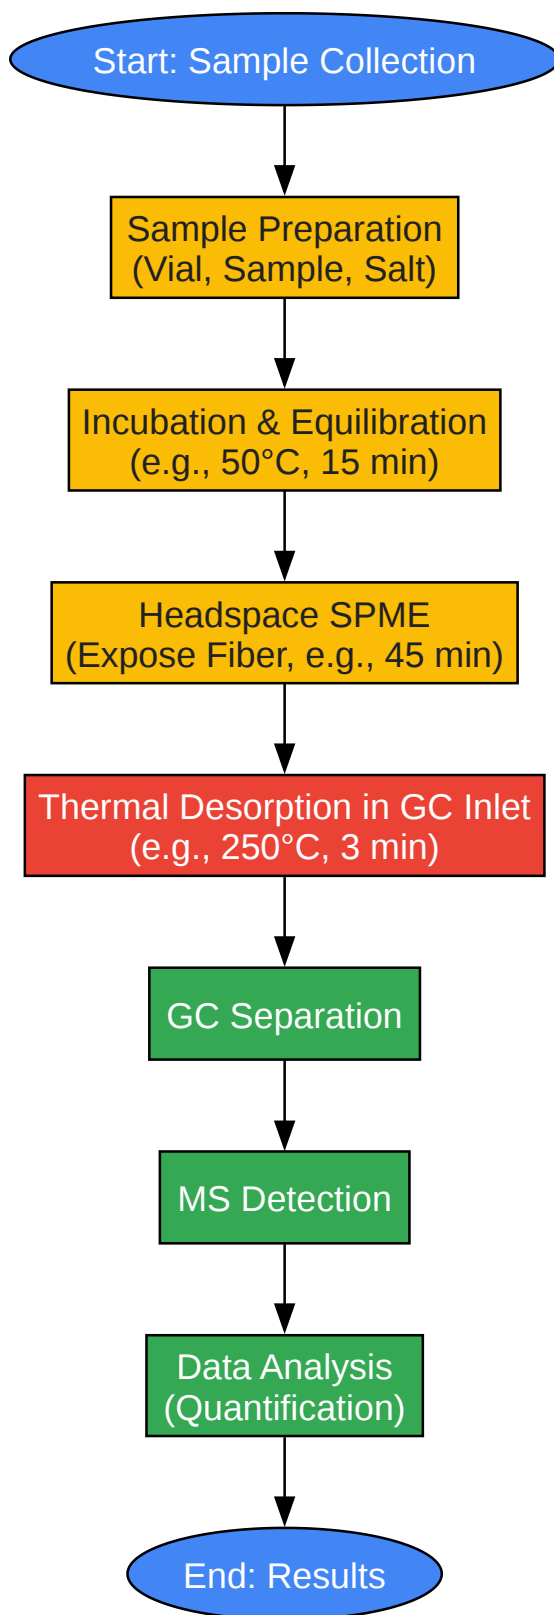 Start: Sample Collection
Sample Preparation
(Vial, Sample, Salt)
Incubation & Equilibration
(e.g., 50°C, 15 min)
Headspace SPME
(Expose Fiber, e.g., 45 min)
Thermal Desorption in GC Inlet
(e.g., 250°C, 3 min)
GC Separation
MS Detection
Data Analysis
(Quantification)
End: Results